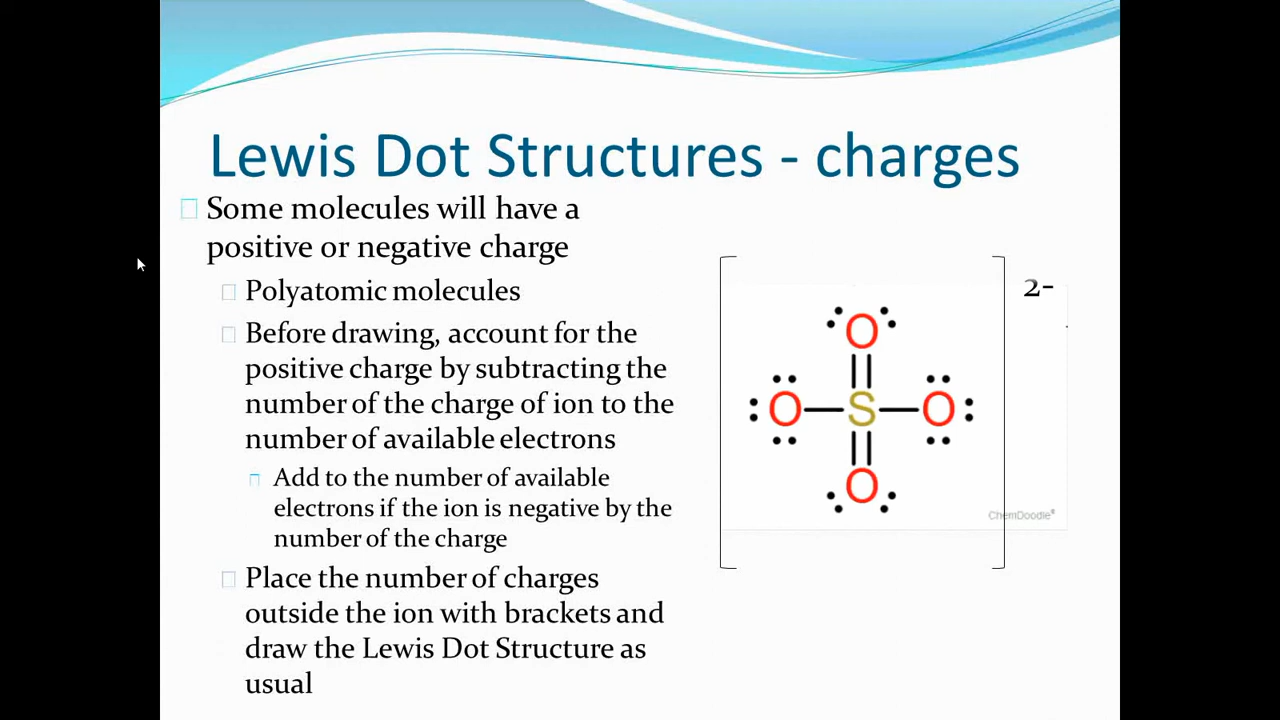 Lewis Dot Structures - charges
Some molecules will have a
positive or negative charge
Polyatomic molecules
Before drawing, account for the
positive charge by subtracting the
number of the charge of ion to the
number of available electrons
Add to the number of available
electrons if the ion is negative by the
number of the charge
Place the number of charges
outside the ion with brackets and
draw the Lewis Dot Structure as
usual
2-
O
O S O
O
ChemDoodle®